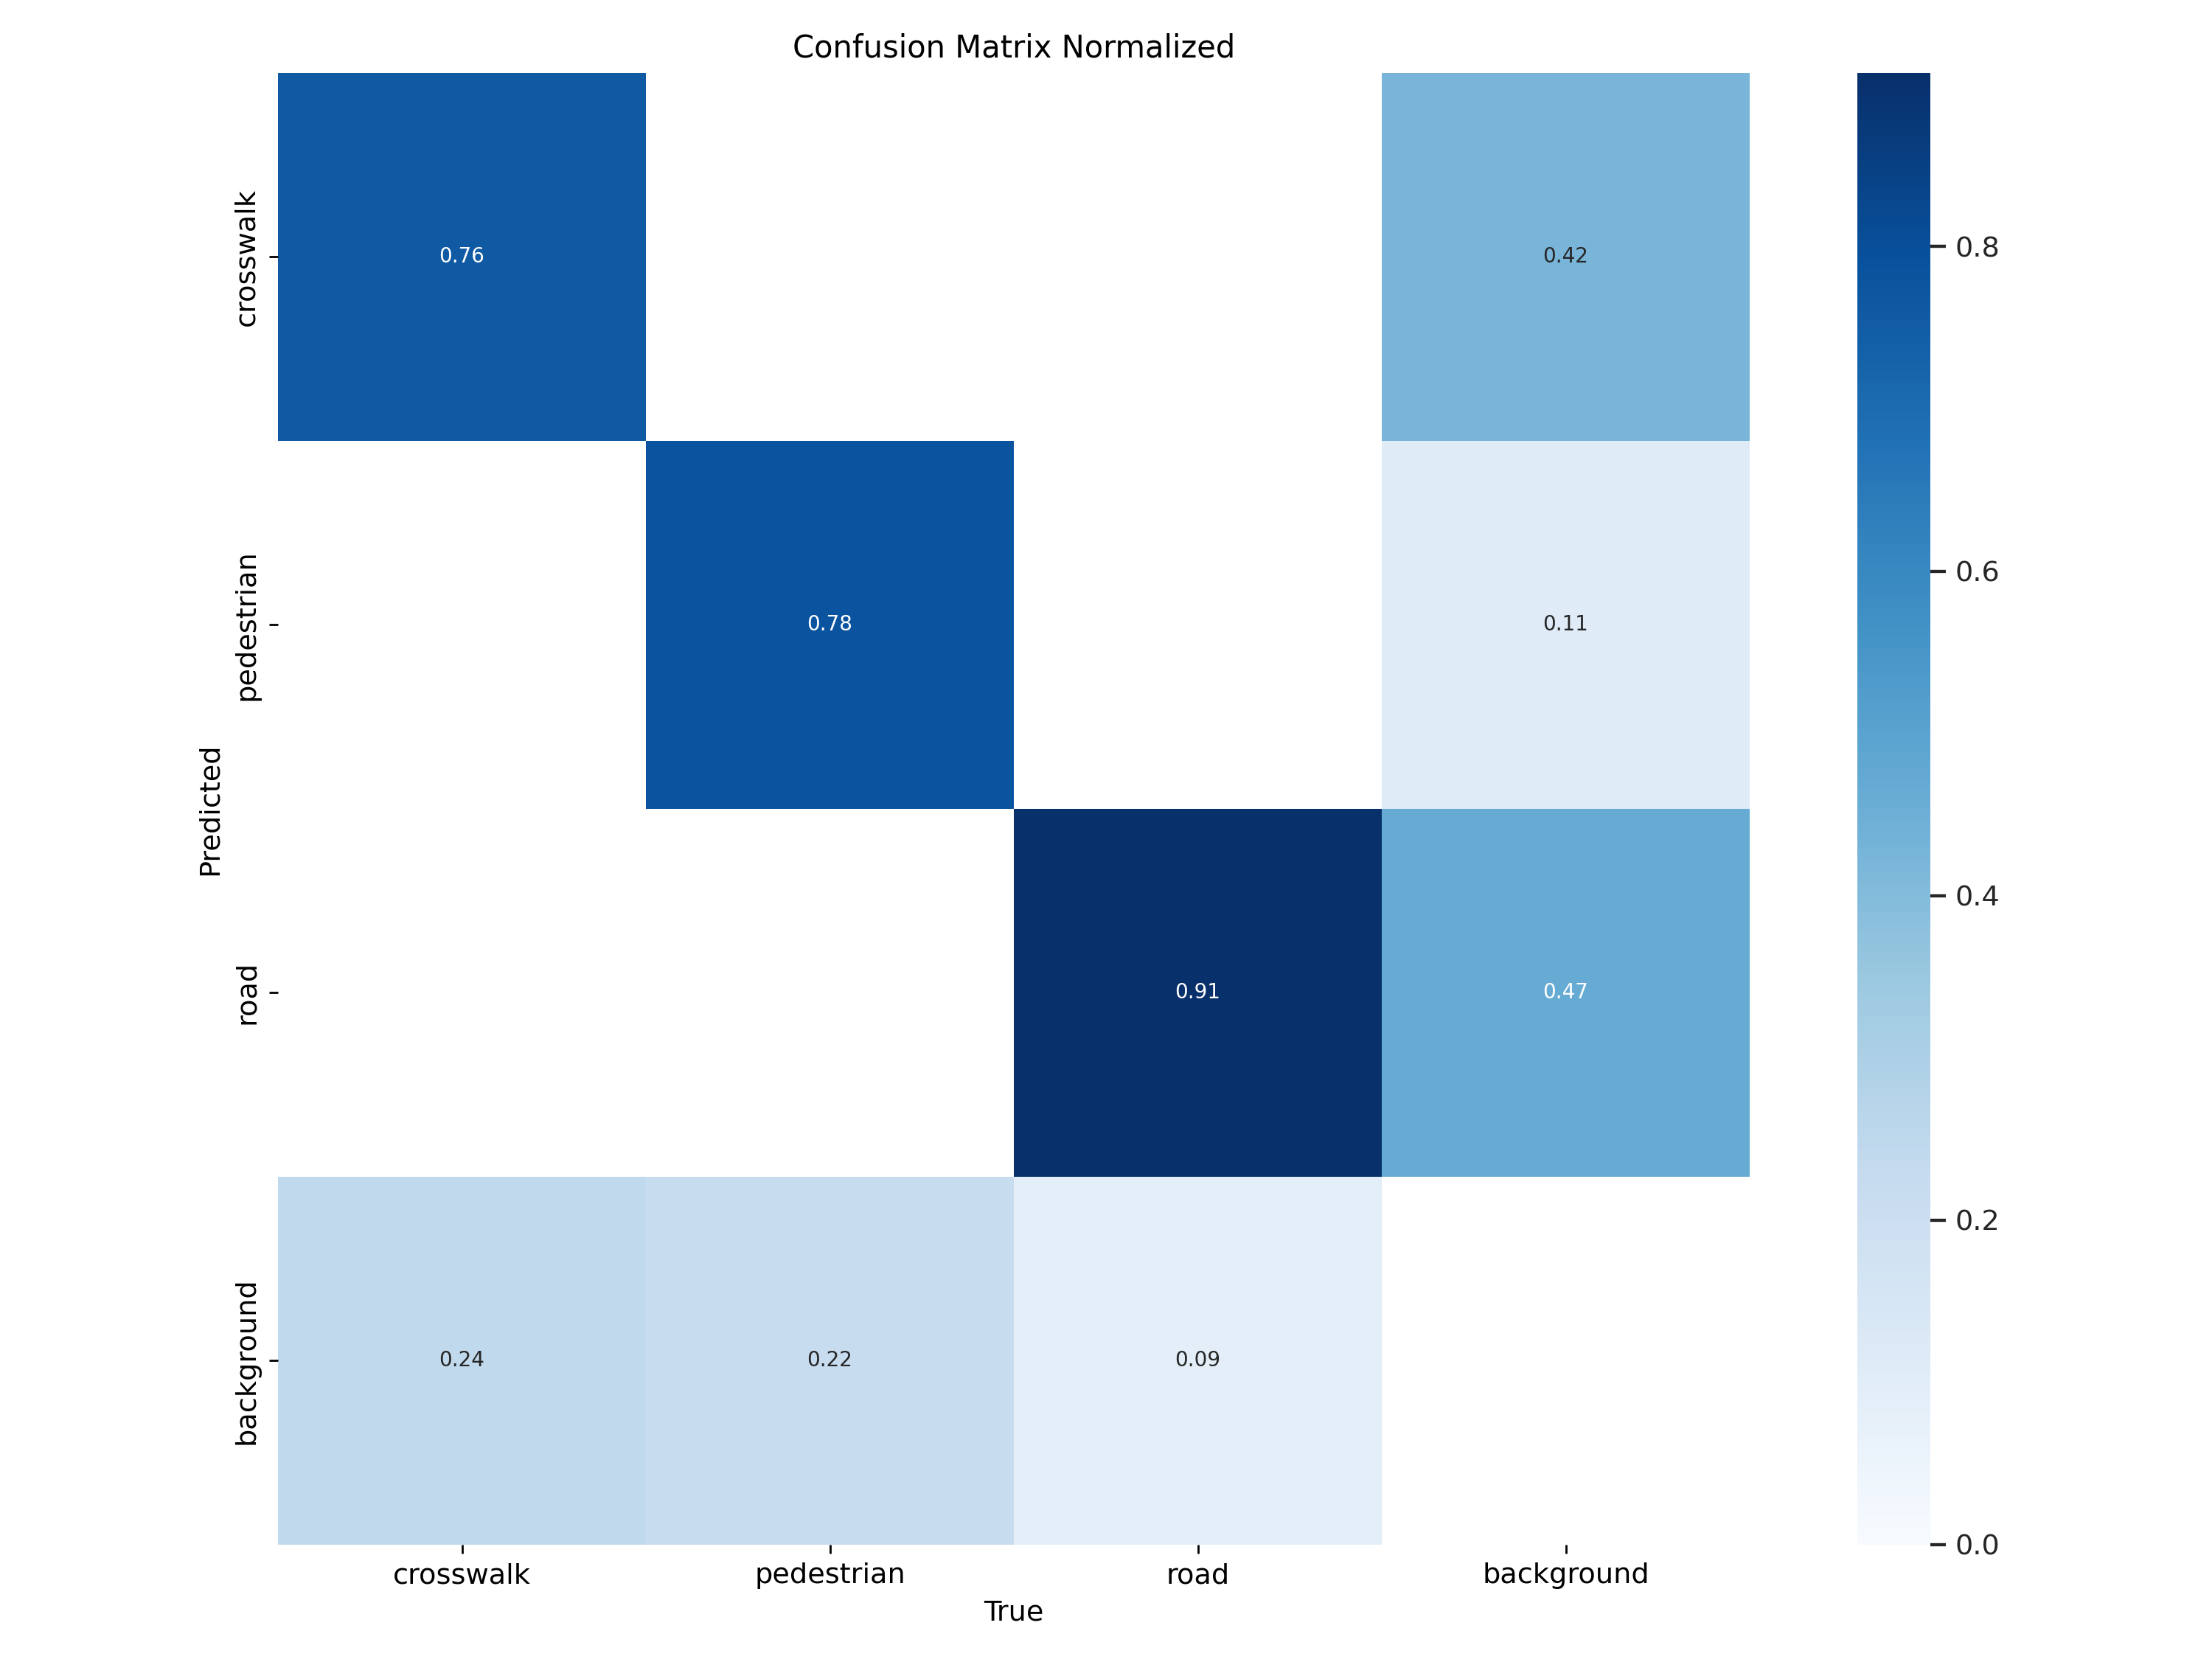 Confusion Matrix Normalized
crosswalk
0.76
0.42
0.8
pedestrian
0.78
0.11
0.6
Predicted
road
0.91
0.47
0.4
background
0.24
0.22
0.09
0.2
0.0
crosswalk
pedestrian
road
background
True